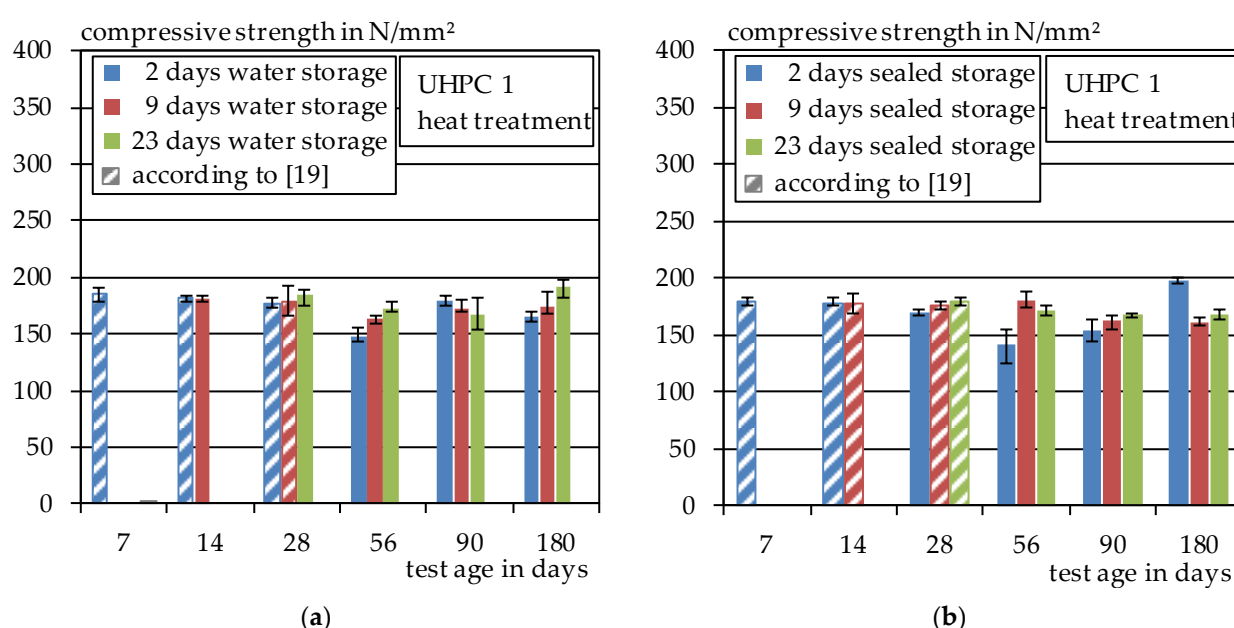 compressive strength in N/mm²
400
350
300
250
200
150
100
50
0
2 days water storage
9 days water storage
23 days water storage
according to [19]
UHPC 1
heat treatment
7 14 28 56 90 180
test age in days
(a)
compressive strength in N/mm²
400
350
300
250
200
150
100
50
0
2 days sealed storage
9 days sealed storage
23 days sealed storage
according to [19]
UHPC 1
heat treatment
7 14 28 56 90 180
test age in days
(b)